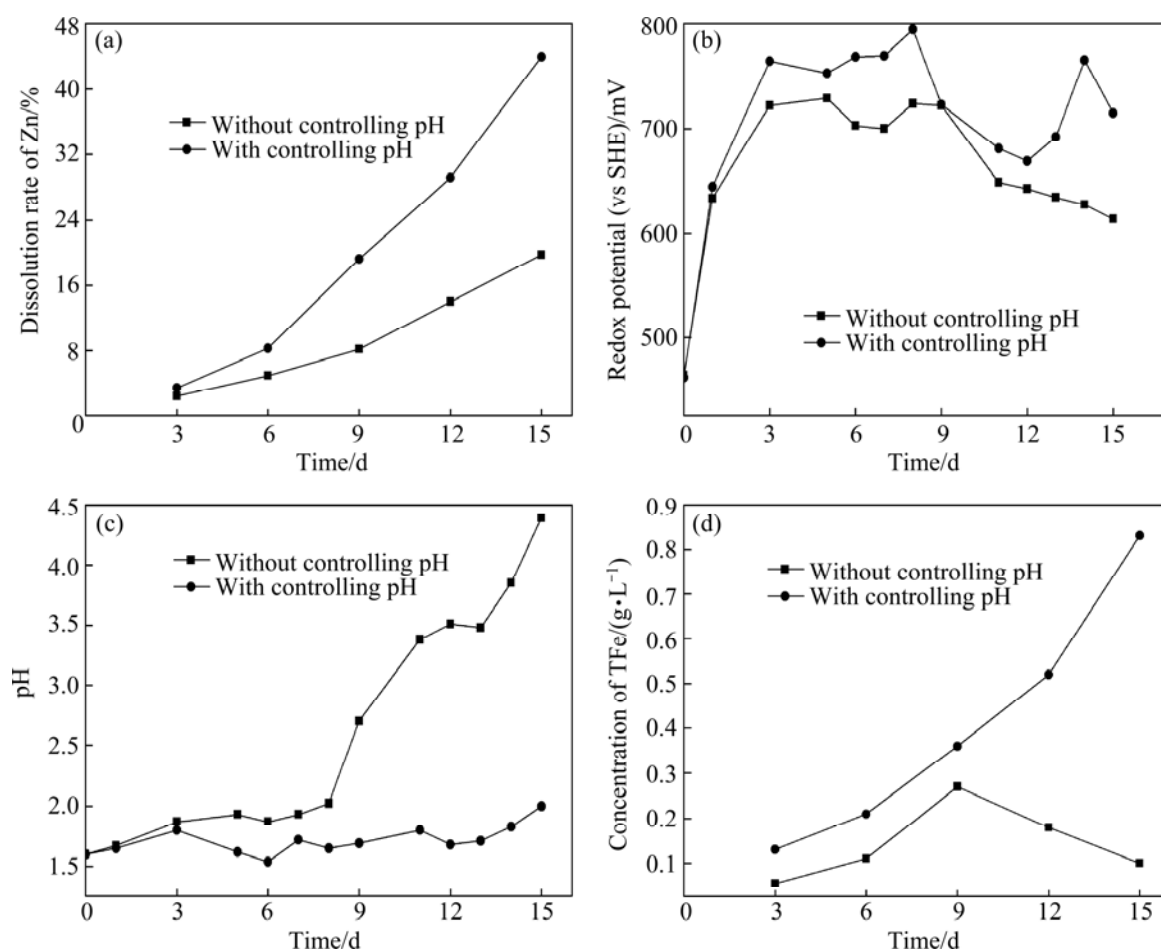 (a)
48
40
32
24
16
8
0
Dissolution rate of Zn/%
Without controlling pH
With controlling pH
3 6 9 12 15
Time/d
(b)
800
700
600
500
Redox potential (vs SHE)/mV
Without controlling pH
With controlling pH
0 3 6 9 12 15
Time/d
(c)
4.5
4.0
3.5
3.0
2.5
2.0
1.5
pH
Without controlling pH
With controlling pH
0 3 6 9 12 15
Time/d
(d)
0.9
0.8
0.7
0.6
0.5
0.4
0.3
0.2
0.1
Concentration of TFe/(g•L⁻¹)
Without controlling pH
With controlling pH
0 3 6 9 12 15
Time/d